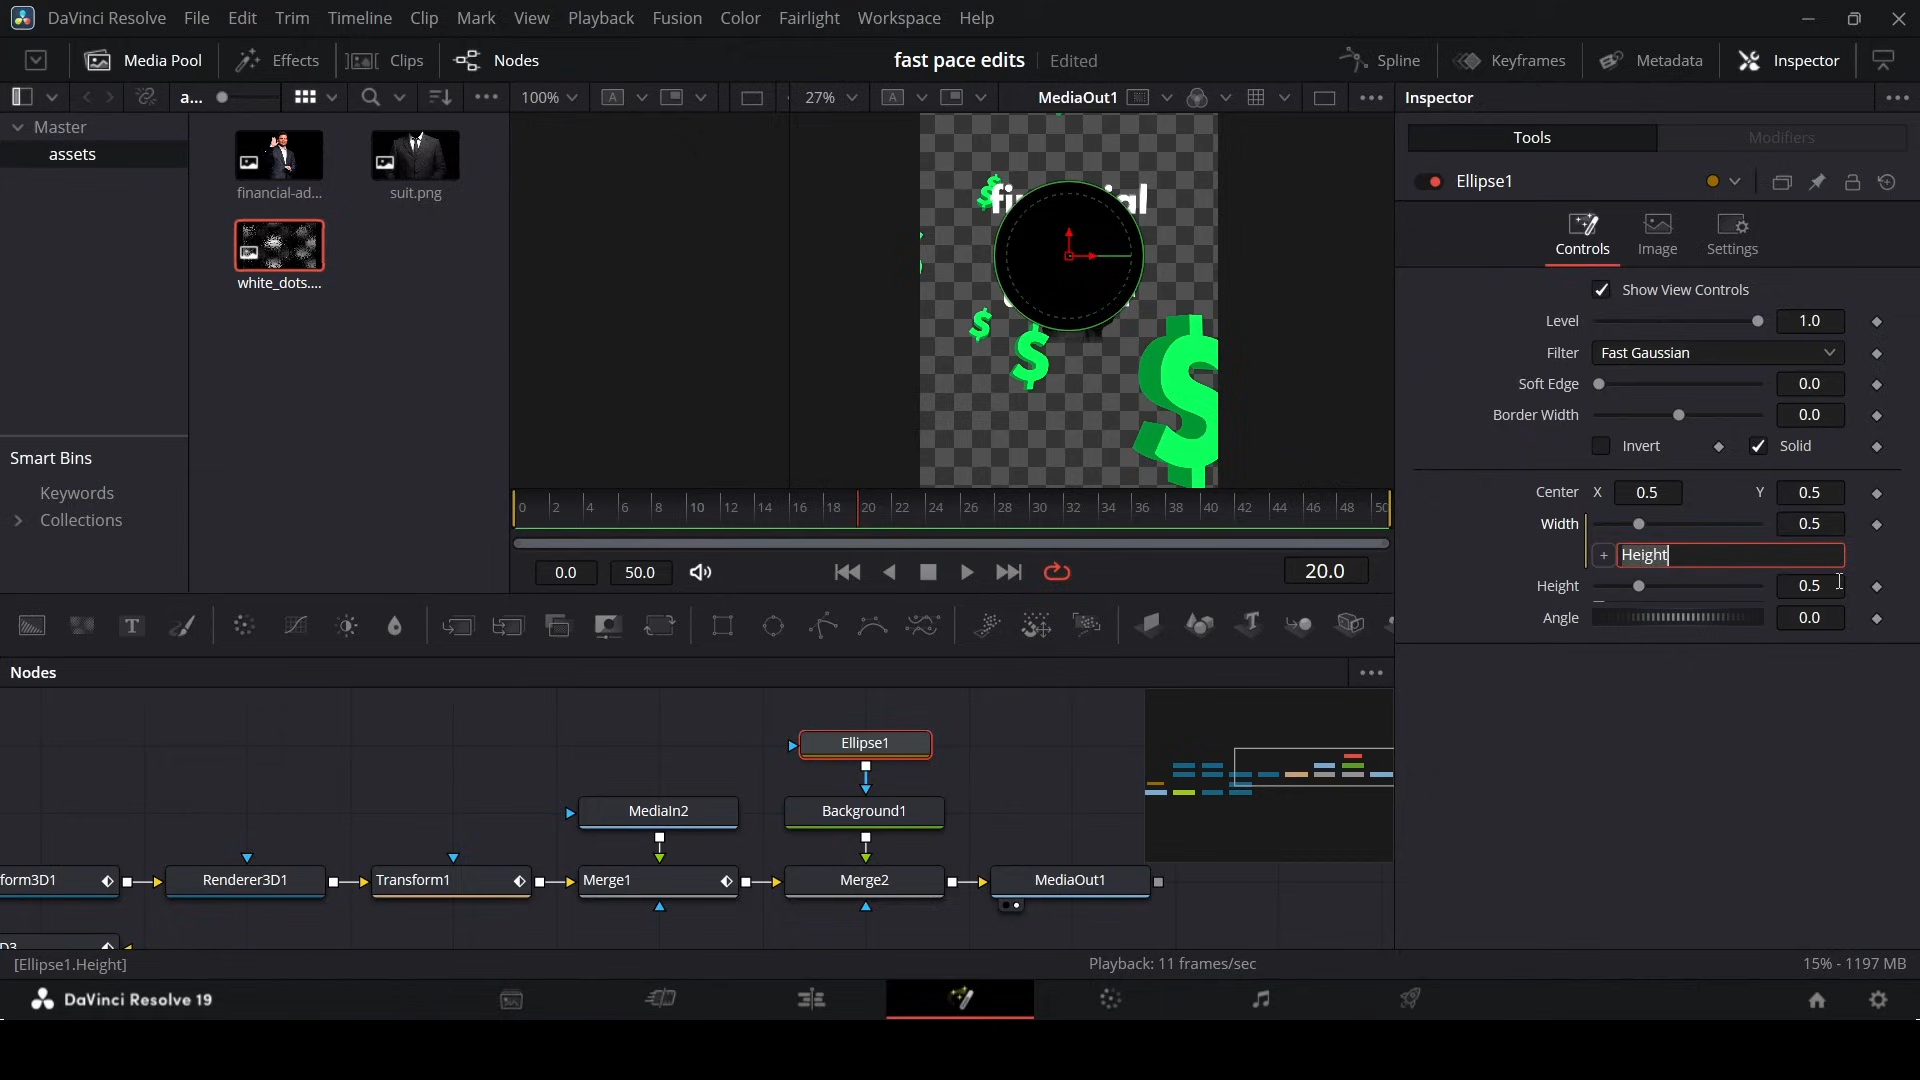 DaVinci Resolve File Edit Trim Timeline Clip Mark View Playback Fusion Color Fairlight Workspace Help
Media Pool Effects Clips Nodes fast pace edits Edited Spline Keyframes Metadata Inspector
a... 100% A 27% A MediaOut1 Inspector
Master
assets
financial-ad...
suit.png
white_dots....
Smart Bins
Keywords
Collections
0 2 4 6 8 10 12 14 16 18 20 22 24 26 28 30 32 34 36 38 40 42 44 46 48 50
0.0 50.0 20.0
Tools Modifiers
Ellipse1
Controls Image Settings
Show View Controls
Level 1.0
Filter Fast Gaussian
Soft Edge 0.0
Border Width 0.0
Invert Solid
Center X 0.5 Y 0.5
Width 0.5
+ Height
Height 0.5
Angle 0.0
T T
Nodes
Ellipse1
MediaIn2 Background1
form3D1 Renderer3D1 Transform1 Merge1 Merge2 MediaOut1
D3
[Ellipse1.Height] Playback: 11 frames/sec 15% - 1197 MB
DaVinci Resolve 19